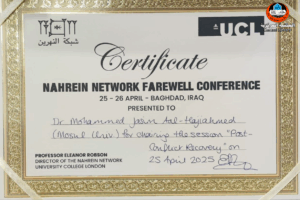 شبكة النهرين
UCL
Certificate
NAHREIN NETWORK FAREWELL CONFERENCE
25 - 26 APRIL - BAGHDAD, IRAQ
PRESENTED TO
Dr Mohammed Jasim
(Mosul Univ.) for chairing the session "Post-
Conflict Recovery" on
25 April 2025
PROFESSOR ELEANOR ROBSON
DIRECTOR OF THE NAHREIN NETWORK
UNIVERSITY COLLEGE LONDON